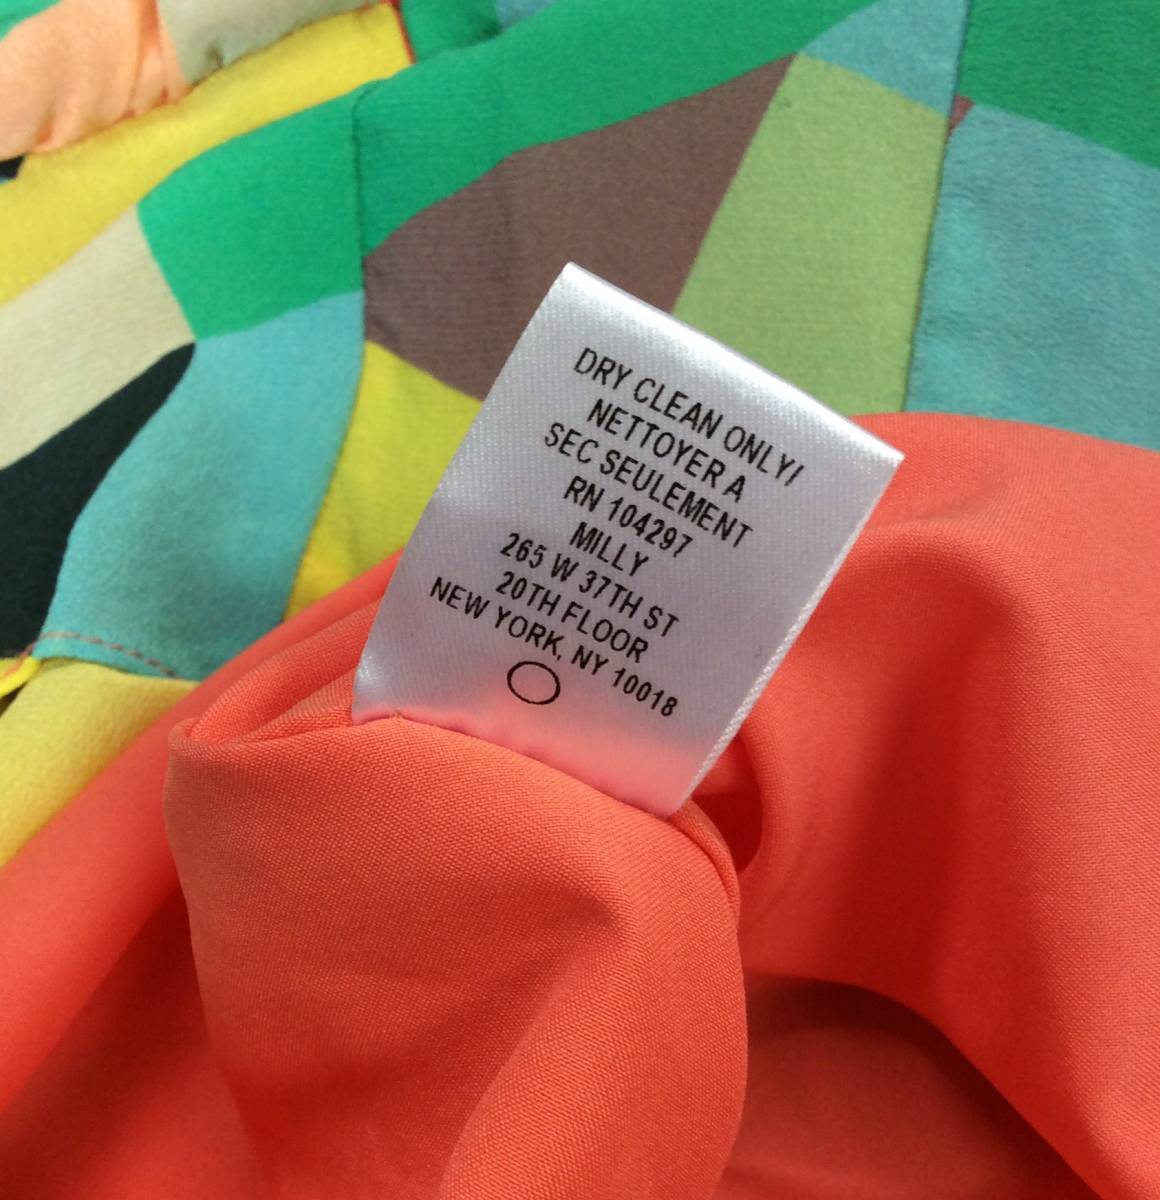 DRY CLEAN ONLY/
NETTOYER A
SEC SEULEMENT
RN 104297
MILLY
265 W 37TH ST
20TH FLOOR
NEW YORK, NY 10018